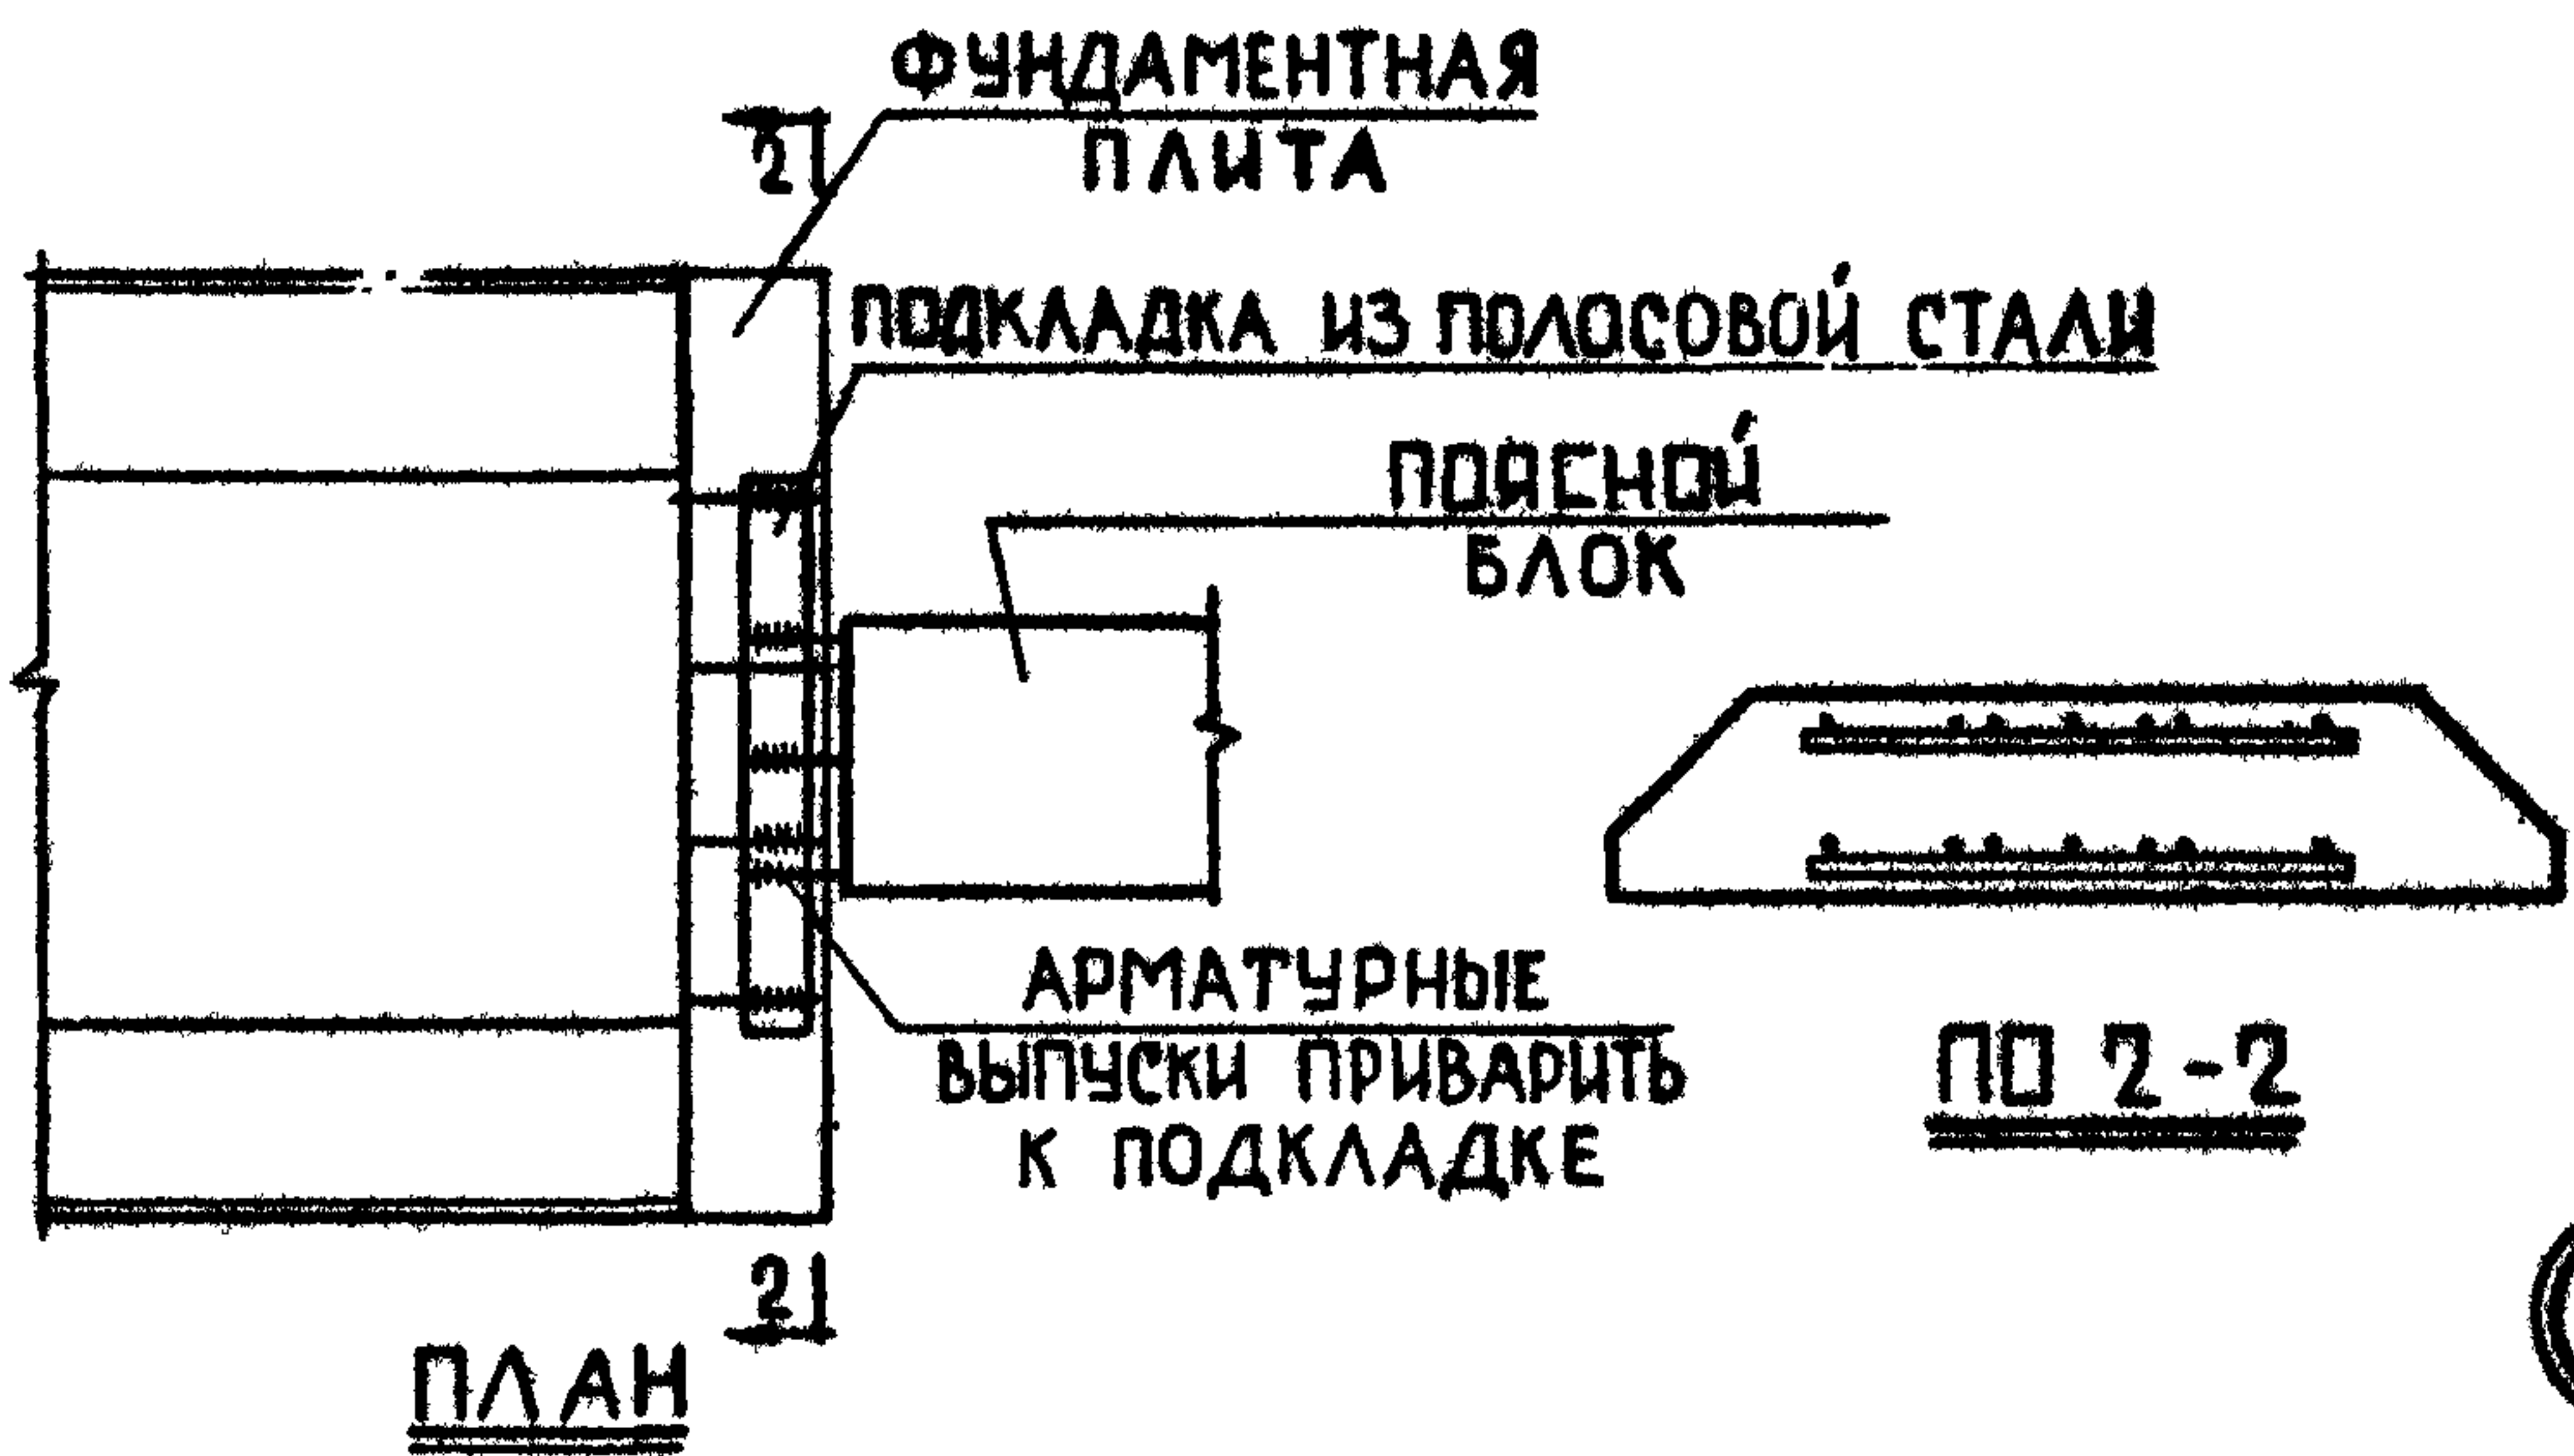 ФУНДАМЕНТНАЯ
ПЛИТА
2
ПОДКЛАДКА ИЗ ПОЛОСОВОЙ СТАЛИ
ПОЯСНОЙ
БЛОК
АРМАТУРНЫЕ
ВЫПУСКИ ПРИВАРИТЬ
К ПОДКЛАДКЕ
ПО 2-2
2
ПЛАН